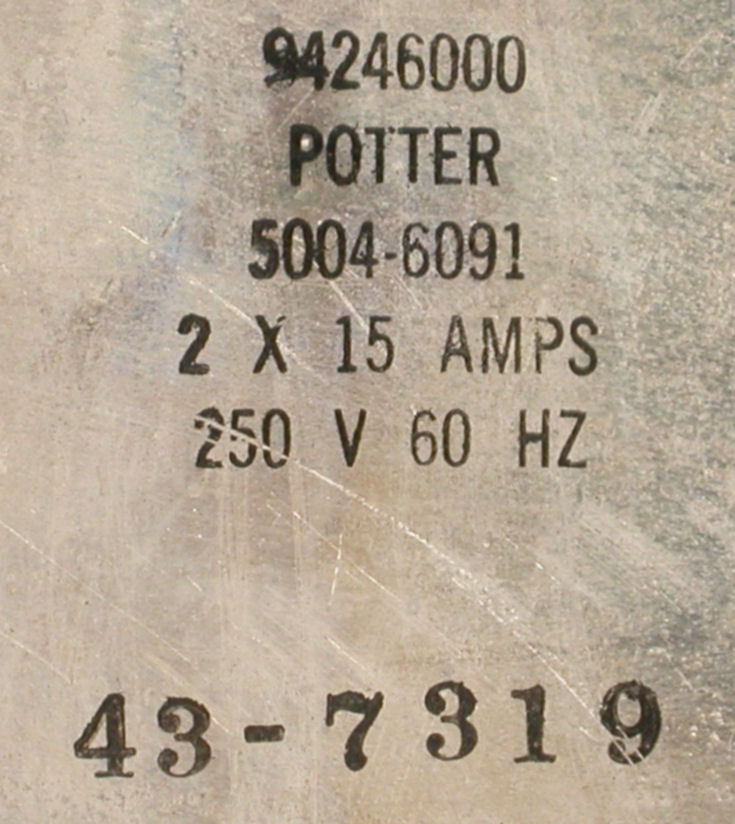 94246000
POTTER
5004-6091
2 X 15 AMPS
250 V 60 HZ
43-7319